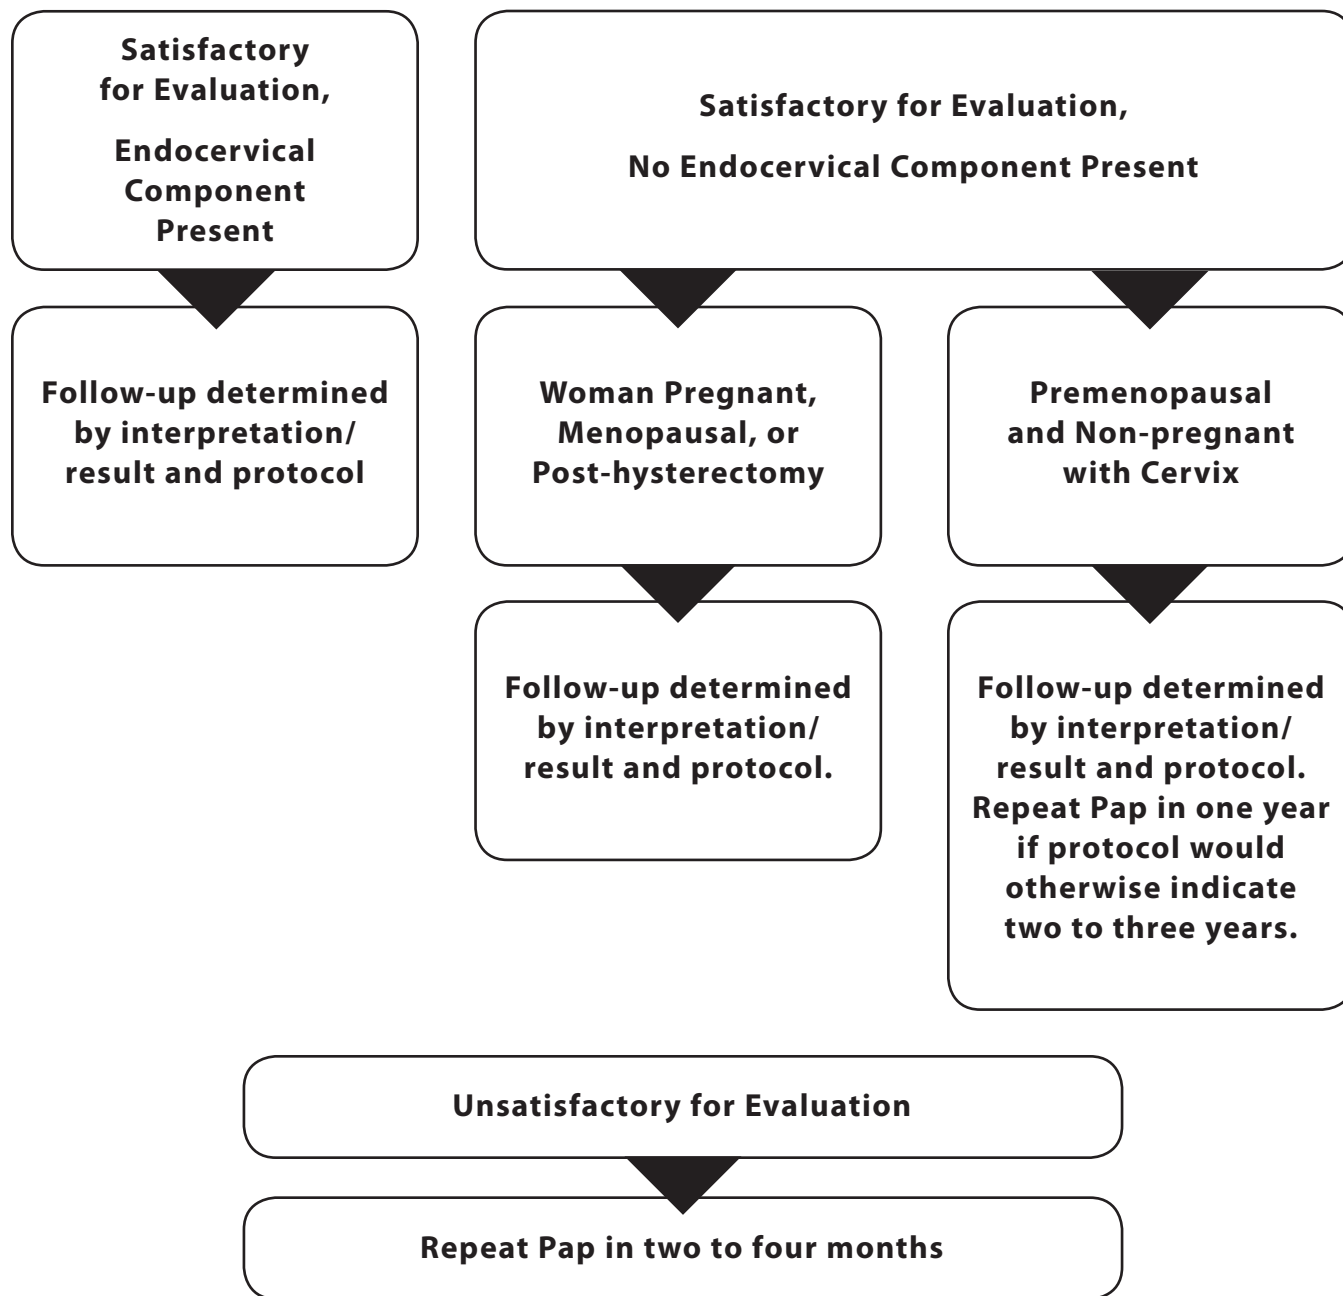 Satisfactory
for Evaluation,
Endocervical
Component
Present
Satisfactory for Evaluation,
No Endocervical Component Present
Follow-up determined
by interpretation/
result and protocol
Woman Pregnant,
Menopausal, or
Post-hysterectomy
Premenopausal
and Non-pregnant
with Cervix
Follow-up determined
by interpretation/
result and protocol.
Follow-up determined
by interpretation/
result and protocol.
Repeat Pap in one year
if protocol would
otherwise indicate
two to three years.
Unsatisfactory for Evaluation
Repeat Pap in two to four months